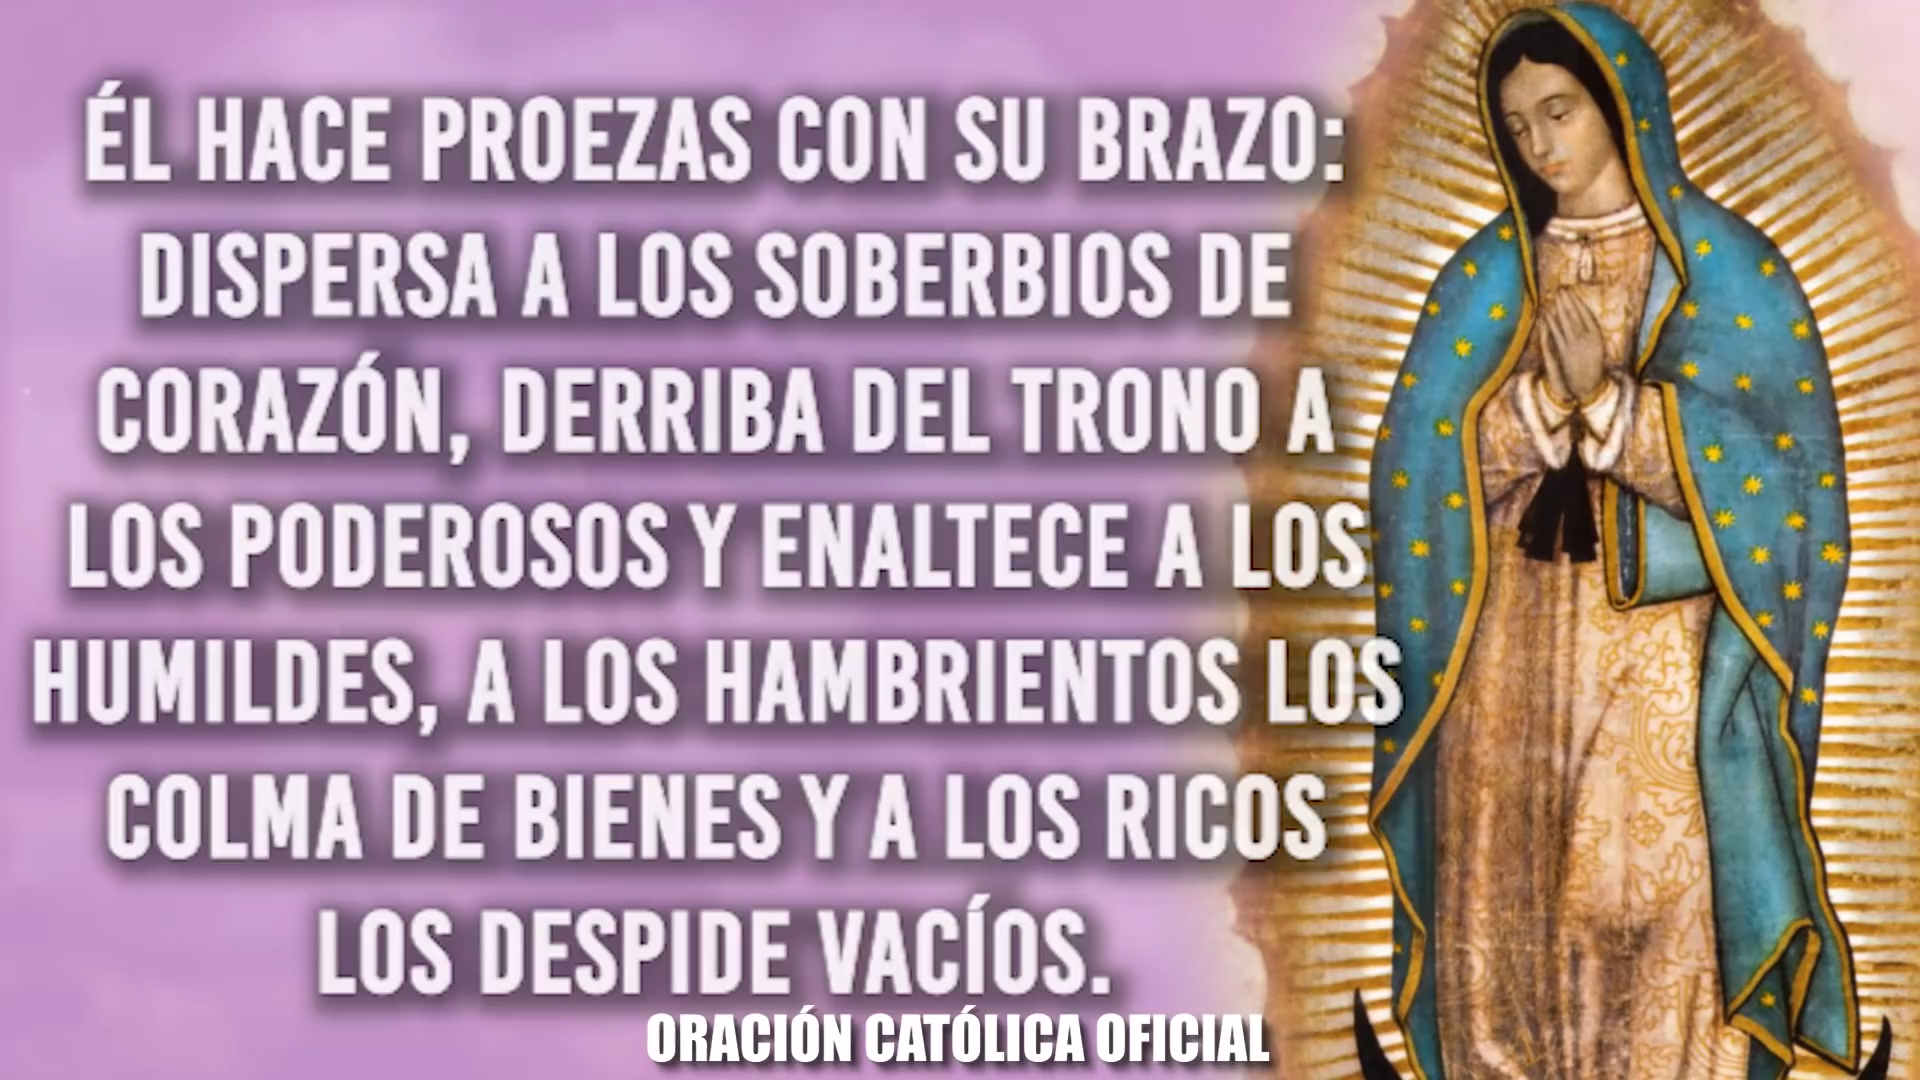 ÉL HACE PROEZAS CON SU BRAZO:
DISPERSA A LOS SOBERBIOS DE
CORAZÓN, DERRIBA DEL TRONO A
LOS PODEROSOS Y ENALTECE A LOS
HUMILDES, A LOS HAMBRIENTOS LOS
COLMA DE BIENES Y A LOS RICOS
LOS DESPIDE VACÍOS.
ORACIÓN CATÓLICA OFICIAL